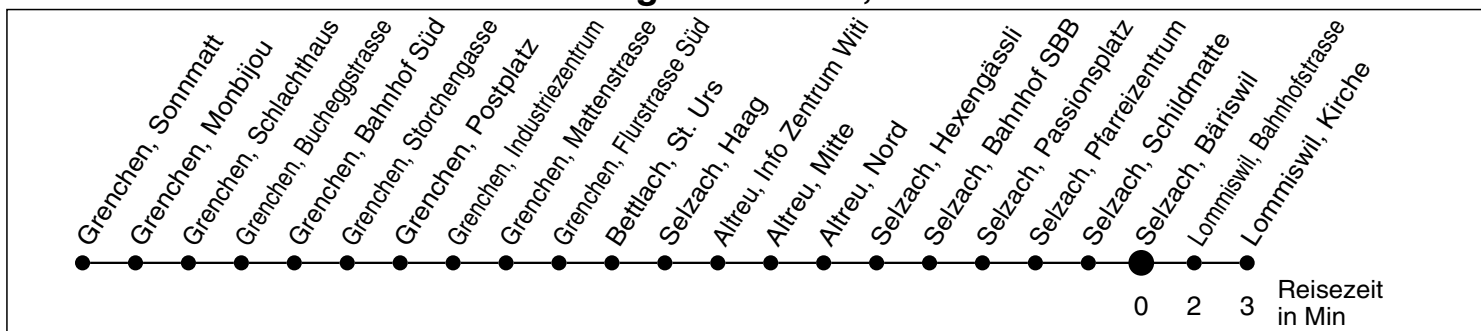 Grenchen, Sonnmatt
Grenchen, Monbijou
Grenchen, Schlachthaus
Grenchen, Bucheggstrasse
Grenchen, Bahnhof Süd
Grenchen, Storchengasse
Grenchen, Postplatz
Grenchen, Industriezentrum
Grenchen, Mattenstrasse
Grenchen, Flurstrasse Süd
Bettlach, St. Urs
Selzach, Haag
Altreu, Info Zentrum Witi
Altreu, Mitte
Altreu, Nord
Selzach, Hexengässli
Selzach, Bahnhof SBB
Selzach, Passionsplatz
Selzach, Pfarreizentrum
Selzach, Schildmatte
Selzach, Bäriswil
Lommiswil, Bahnhofstrasse
Lommiswil, Kirche
0 2 3 Reisezeit
in Min